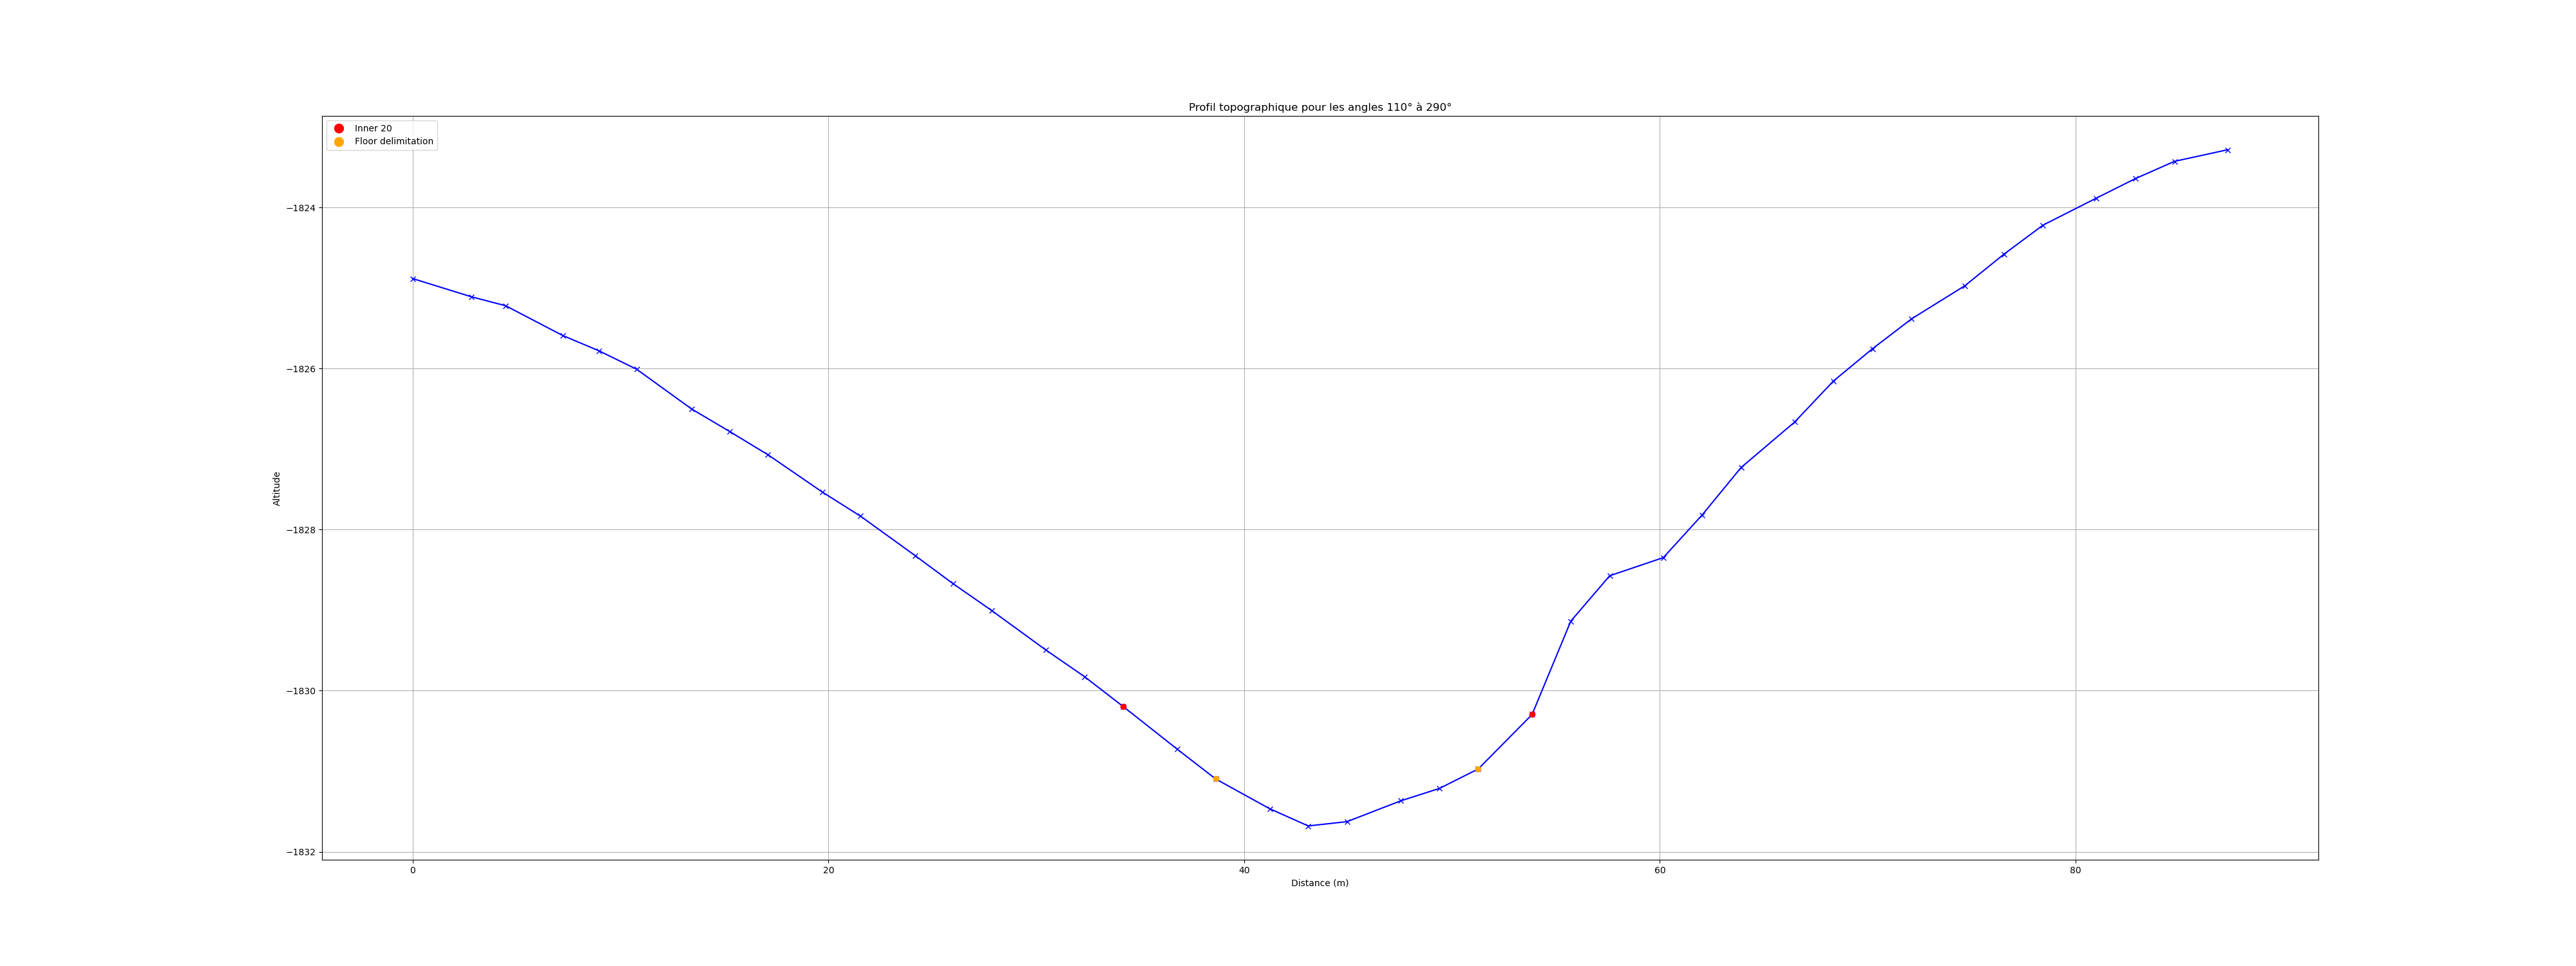 Profil topographique pour les angles 110° à 290°
Inner 20
Floor delimitation
−1824
−1826
−1828
−1830
−1832
Altitude
0 20 40 60 80
Distance (m)